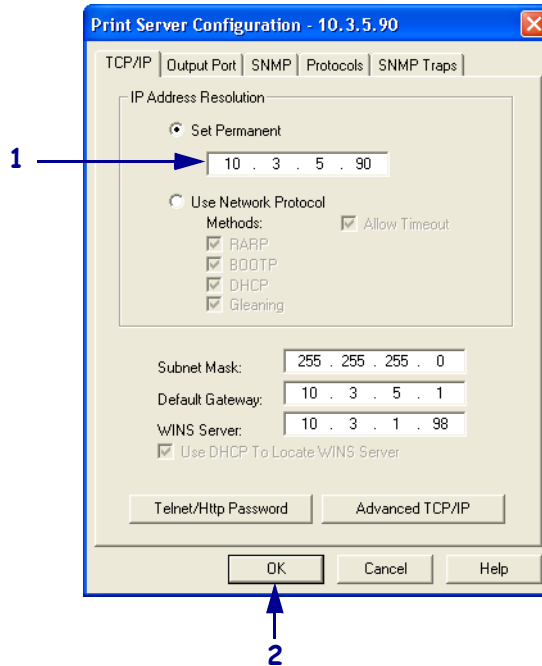 Print Server Configuration - 10.3.5.90
TCP/IP Output Port SNMP Protocols SNMP Traps
IP Address Resolution
Set Permanent
1
10 . 3 . 5 . 90
Use Network Protocol
Methods: Allow Timeout
RARP
BOOTP
DHCP
Gleaning
Subnet Mask: 255 . 255 . 255 . 0
Default Gateway: 10 . 3 . 5 . 1
WINS Server: 10 . 3 . 1 . 98
Use DHCP To Locate WINS Server
Telnet/Http Password Advanced TCP/IP
OK Cancel Help
2